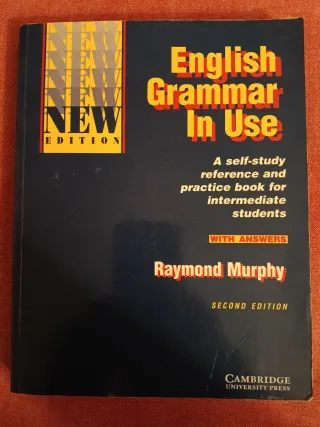 NEW
NEW
NEW
NEW
NEW
EDITION
English
Grammar
In Use
A self-study
reference and
practice book for
intermediate
students
WITH ANSWERS
Raymond Murphy
SECOND EDITION
CAMBRIDGE
UNIVERSITY PRESS